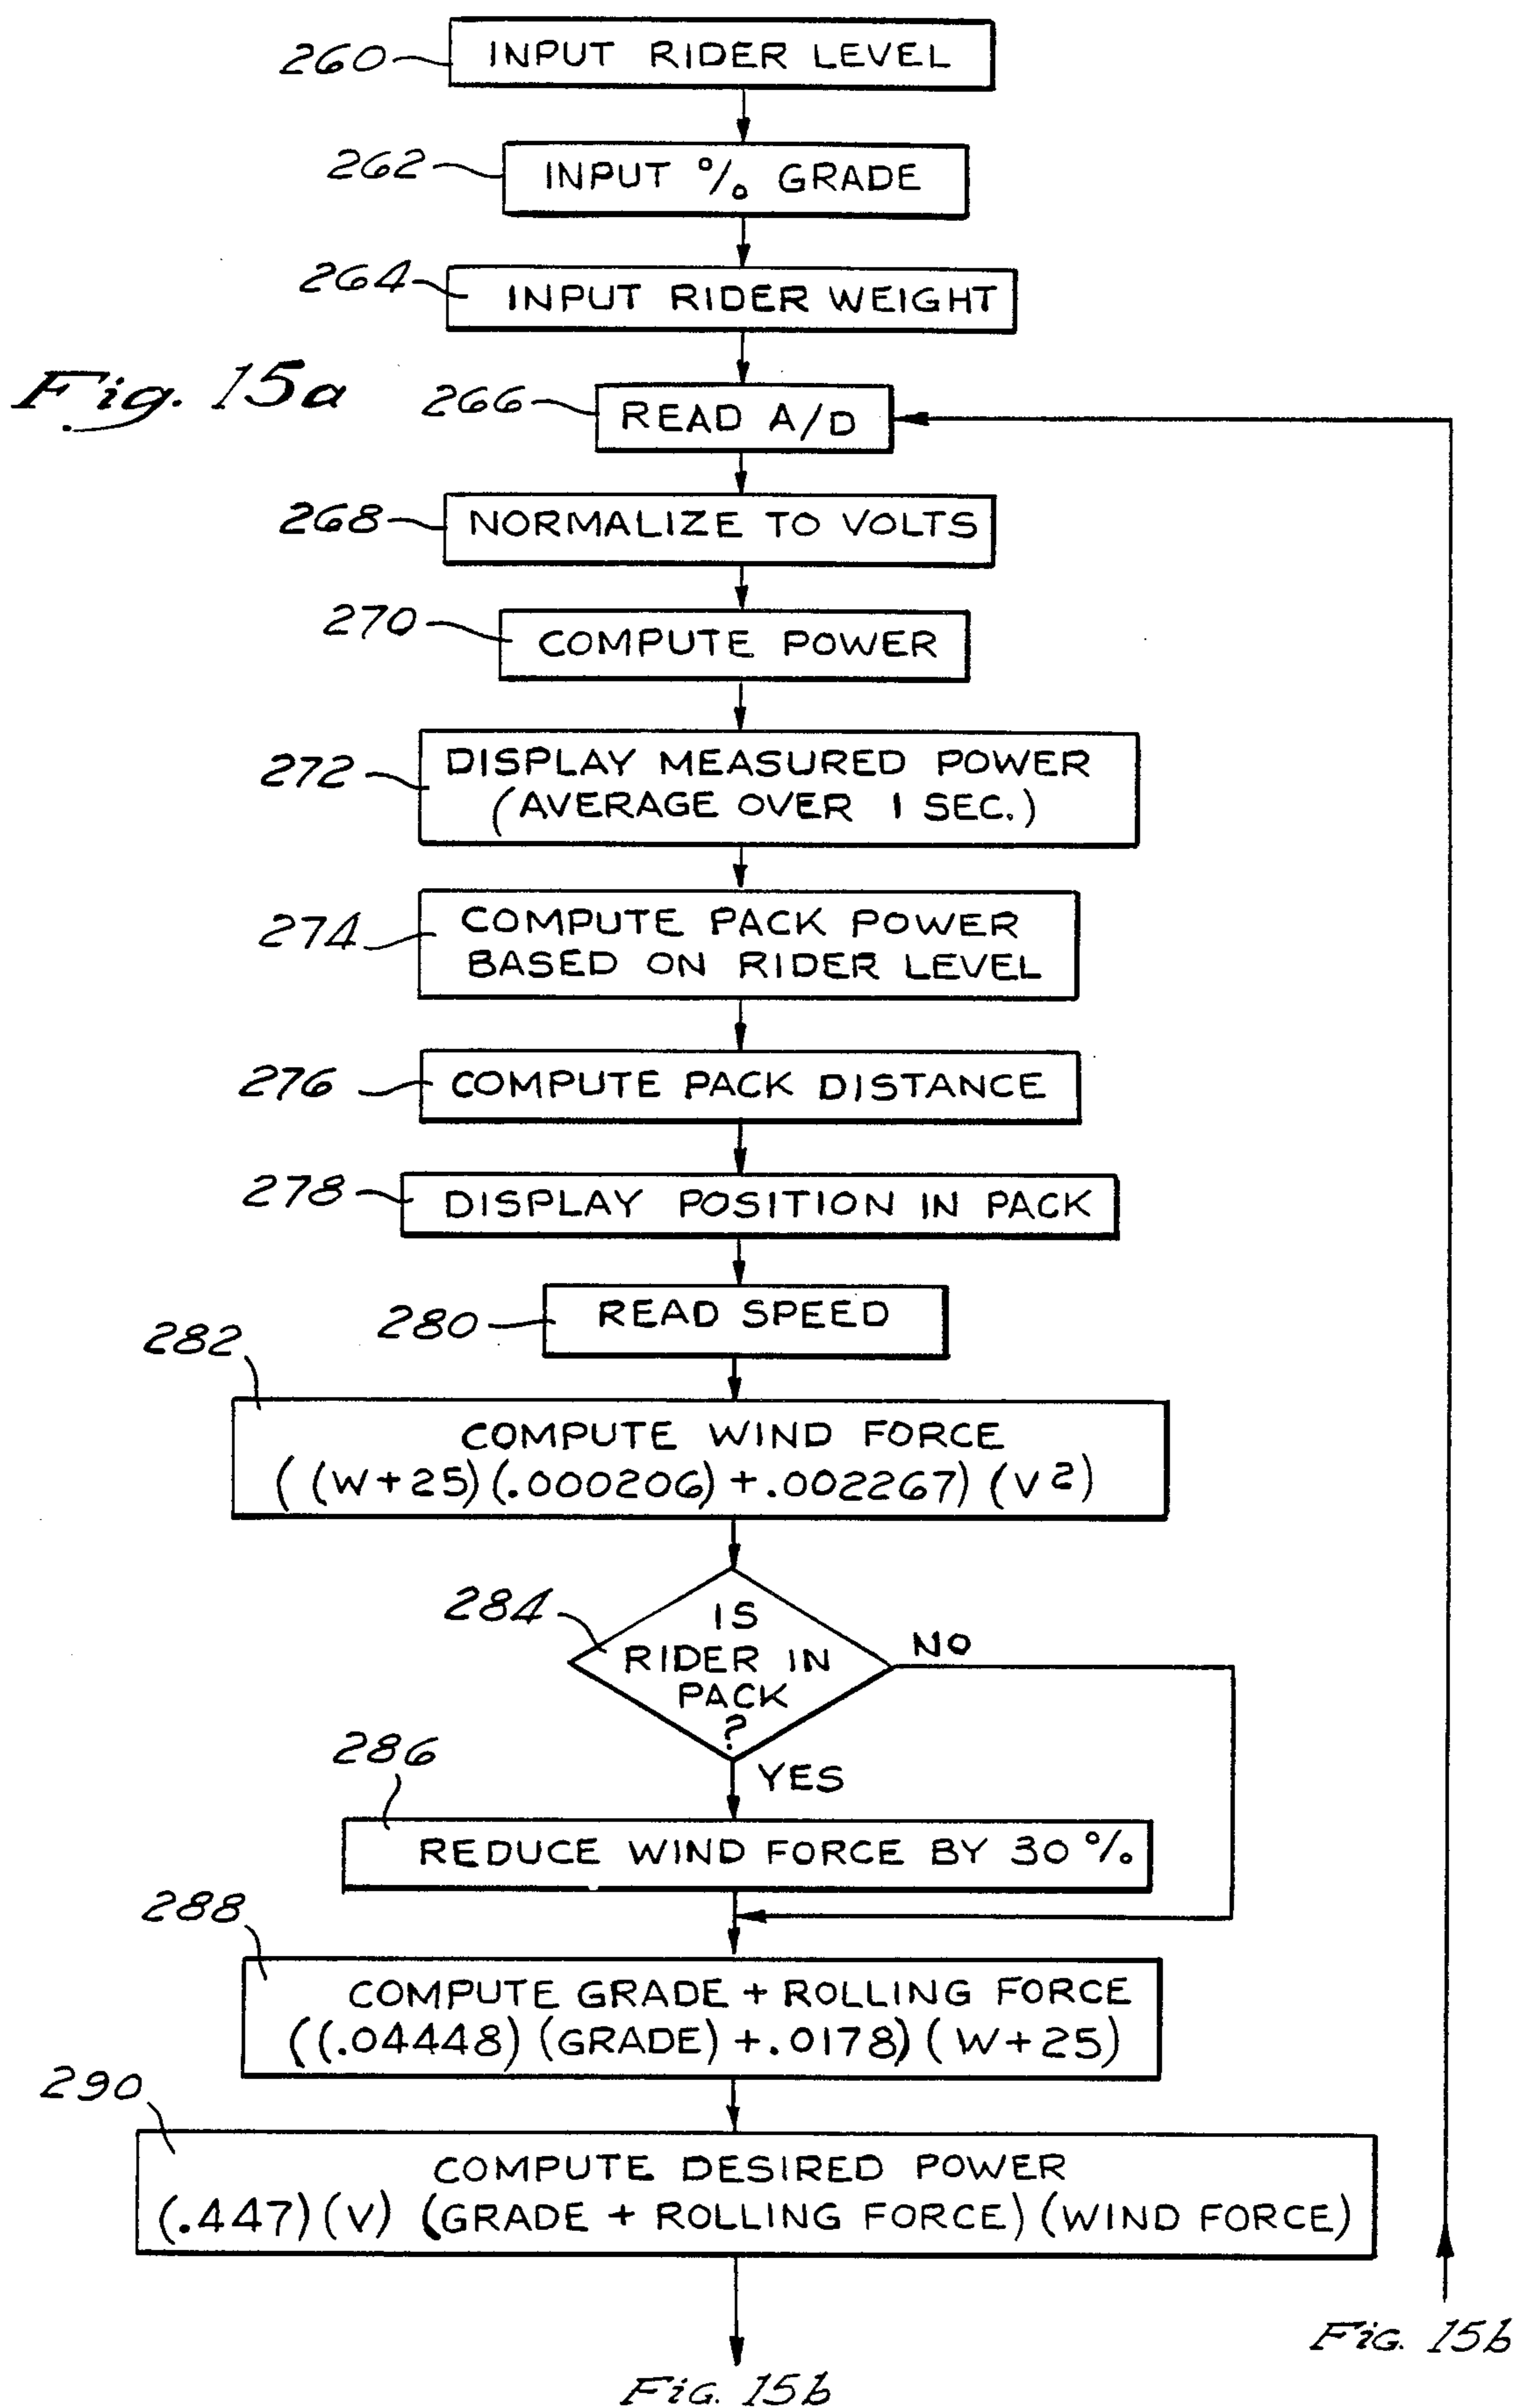 260
INPUT RIDER LEVEL
262
INPUT % GRADE
264
INPUT RIDER WEIGHT
Fig. 15a
266
READ A/D
268
NORMALIZE TO VOLTS
270
COMPUTE POWER
272
DISPLAY MEASURED POWER
(AVERAGE OVER 1 SEC.)
274
COMPUTE PACK POWER
BASED ON RIDER LEVEL
276
COMPUTE PACK DISTANCE
278
DISPLAY POSITION IN PACK
280
READ SPEED
282
COMPUTE WIND FORCE
((W+25)(.000206)+.002267)(V2)
284
IS
RIDER IN
PACK
?
NO
YES
286
REDUCE WIND FORCE BY 30%
288
COMPUTE GRADE + ROLLING FORCE
((.04448)(GRADE)+.0178)(W+25)
290
COMPUTE DESIRED POWER
(.447)(V) (GRADE + ROLLING FORCE)(WIND FORCE)
Fig. 15b
Fig. 15b